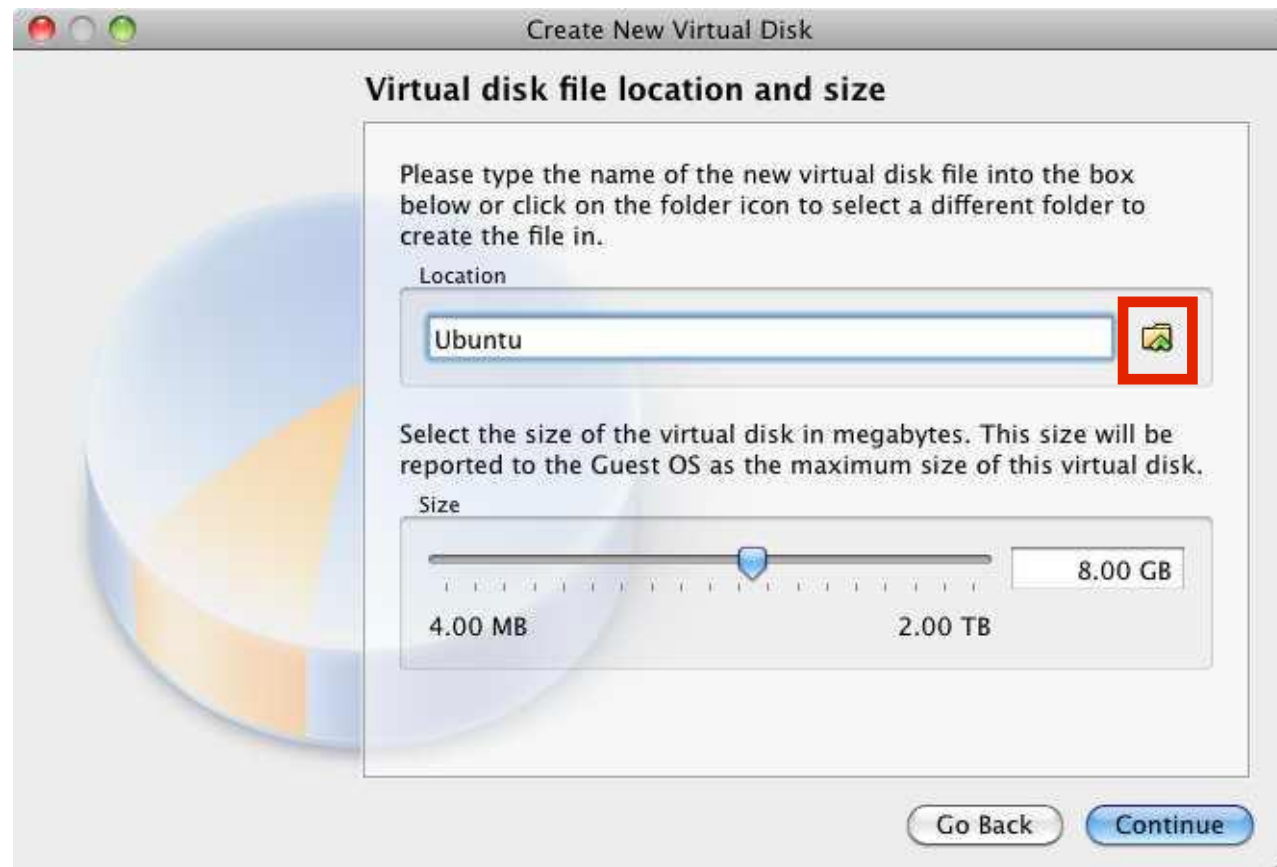 Create New Virtual Disk
Virtual disk file location and size
Please type the name of the new virtual disk file into the box
below or click on the folder icon to select a different folder to
create the file in.
Location
Ubuntu
Select the size of the virtual disk in megabytes. This size will be
reported to the Guest OS as the maximum size of this virtual disk.
Size
8.00 GB
4.00 MB 2.00 TB
Go Back Continue